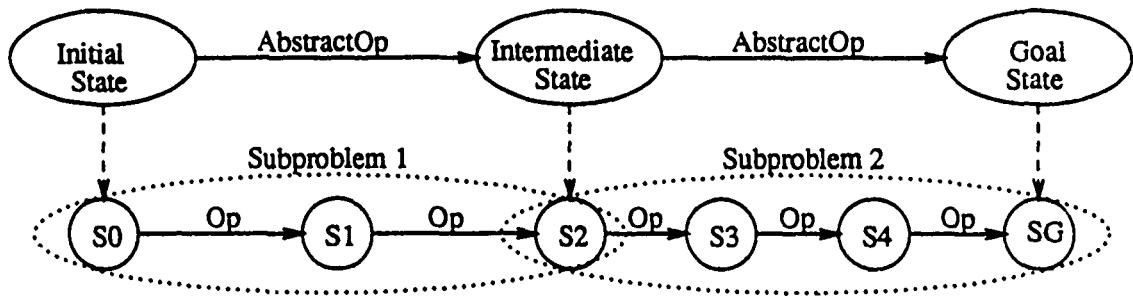 Initial
State
AbstractOp
Intermediate
State
AbstractOp
Goal
State
Subproblem 1
Subproblem 2
S0
Op
S1
Op
S2
Op
S3
Op
S4
Op
SG